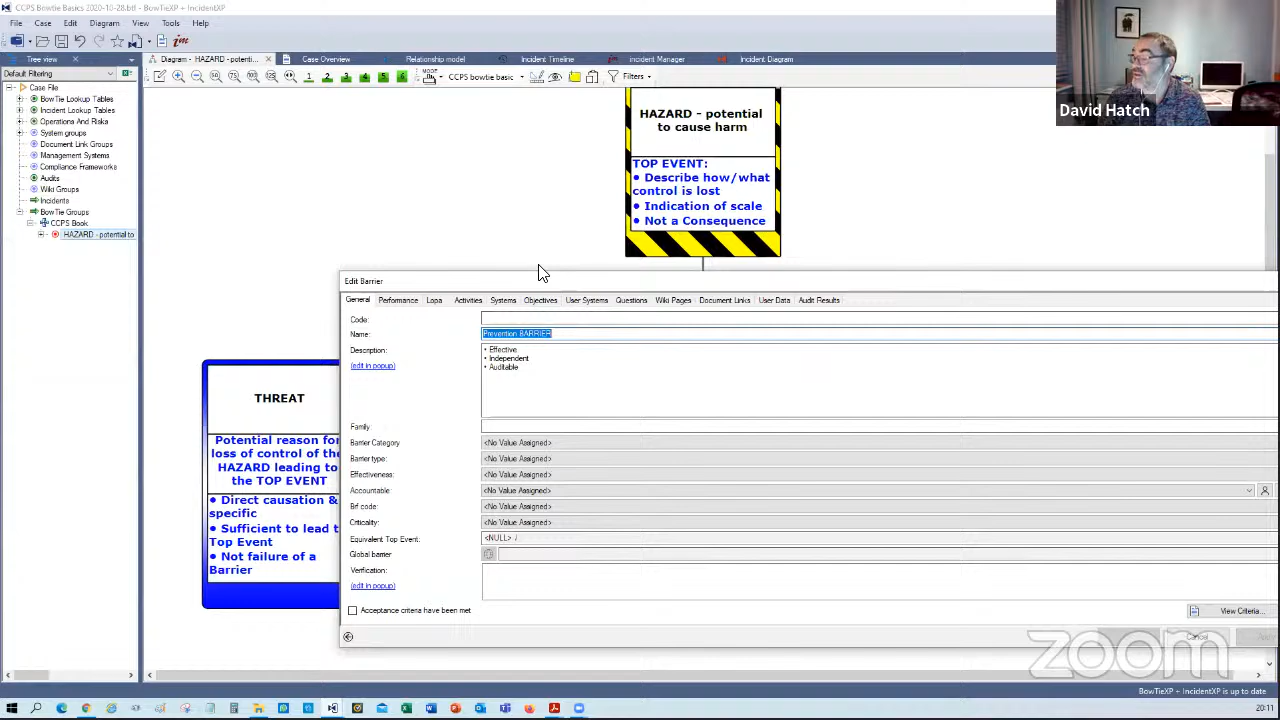 CCPS Bowtie Basics 2020-10-28.btf - BowTieXP + IncidentXP
File Case Edit Diagram View Tools Help
Tree view
Diagram - HAZARD - potenti...
Case Overview
Relationship model
Incident Timeline
Incident Manager
Incident Diagram
Default Filtering
MODE
CCPS bowtie basic
Filters
Case File
BowTie Lookup Tables
Incident Lookup Tables
Operations And Risks
System groups
Document Link Groups
Management Systems
Compliance Frameworks
Audits
Wiki Groups
Incidents
BowTie Groups
CCPS Book
HAZARD - potential to
HAZARD - potential
to cause harm
TOP EVENT:
• Describe how/what
control is lost
• Indication of scale
• Not a Consequence
David Hatch
THREAT
Potential reason for
loss of control of the
HAZARD leading to
the TOP EVENT
• Direct causation &
specific
• Sufficient to lead t
Top Event
• Not failure of a
Barrier
Edit Barrier
General Performance Lopa Activities Systems Objectives User Systems Questions Wiki Pages Document Links User Data Audit Results
Code:
Name: Prevention BARRIER
Description:
(edit in popup)
• Effective
• Independent
• Auditable
Family:
Barrier Category <No Value Assigned>
Barrier type: <No Value Assigned>
Effectiveness: <No Value Assigned>
Accountable: <No Value Assigned>
Brf code: <No Value Assigned>
Criticality: <No Value Assigned>
Equivalent Top Event: <NULL> /
Global barrier
Verification:
(edit in popup)
Acceptance criteria have been met
View Criteria...
Cancel
zoom
BowTieXP + IncidentXP is up to date
20:11